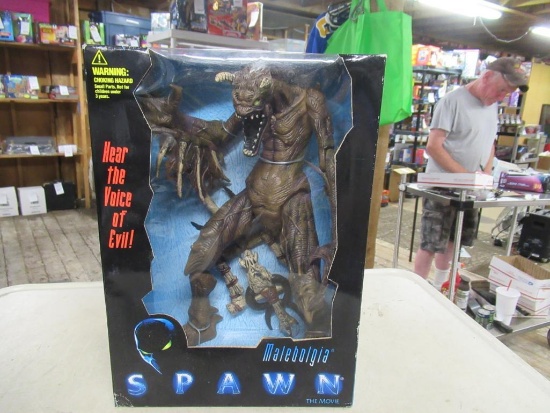 WARNING:
CHOKING HAZARD
Small Parts. Not for
children under
3 years.
Hear
the
Voice
of
Evil!
Malebolgia
SPAWN
THE MOVIE